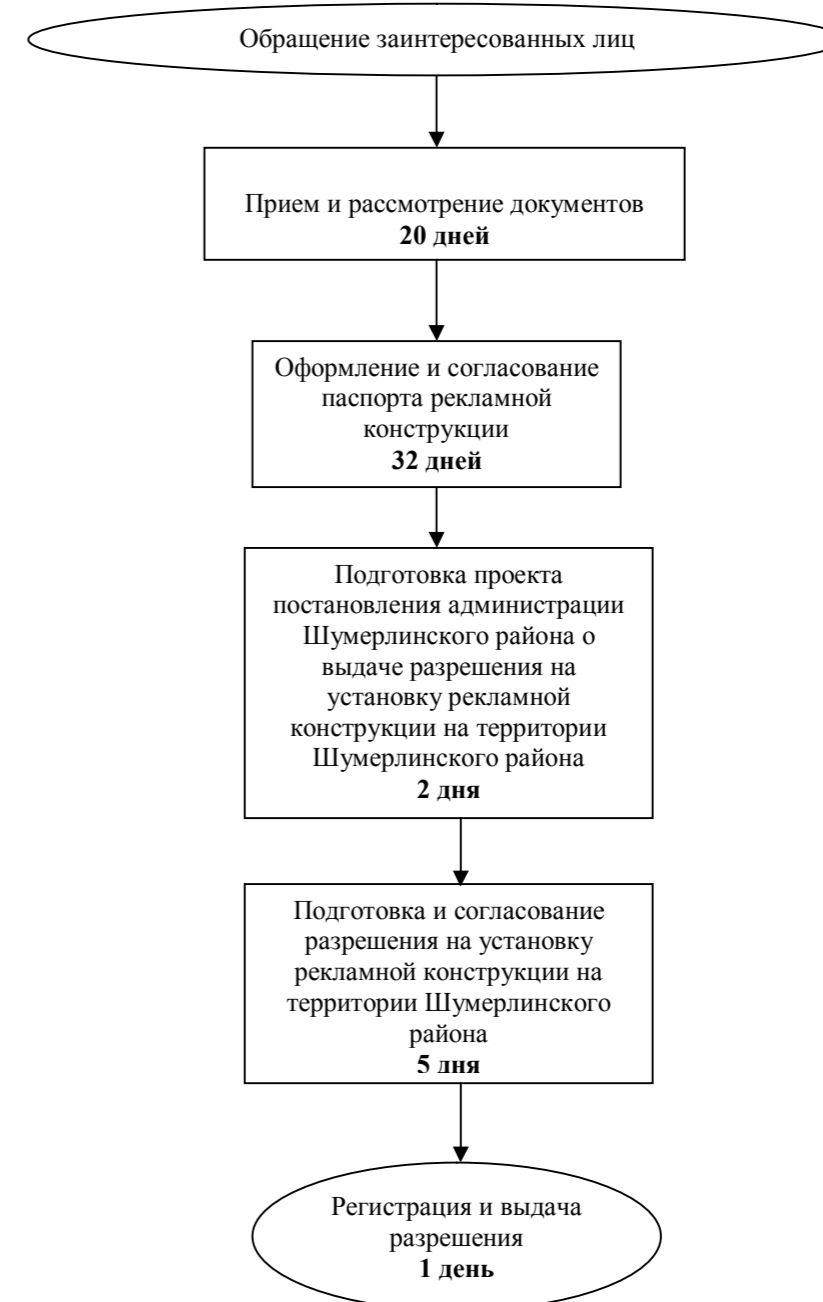 Обращение заинтересованных лиц
Прием и рассмотрение документов
20 дней
Оформление и согласование
паспорта рекламной
конструкции
32 дней
Подготовка проекта
постановления администрации
Шумерлинского района о
выдаче разрешения на
установку рекламной
конструкции на территории
Шумерлинского района
2 дня
Подготовка и согласование
разрешения на установку
рекламной конструкции на
территории Шумерлинского
района
5 дня
Регистрация и выдача
разрешения
1 день